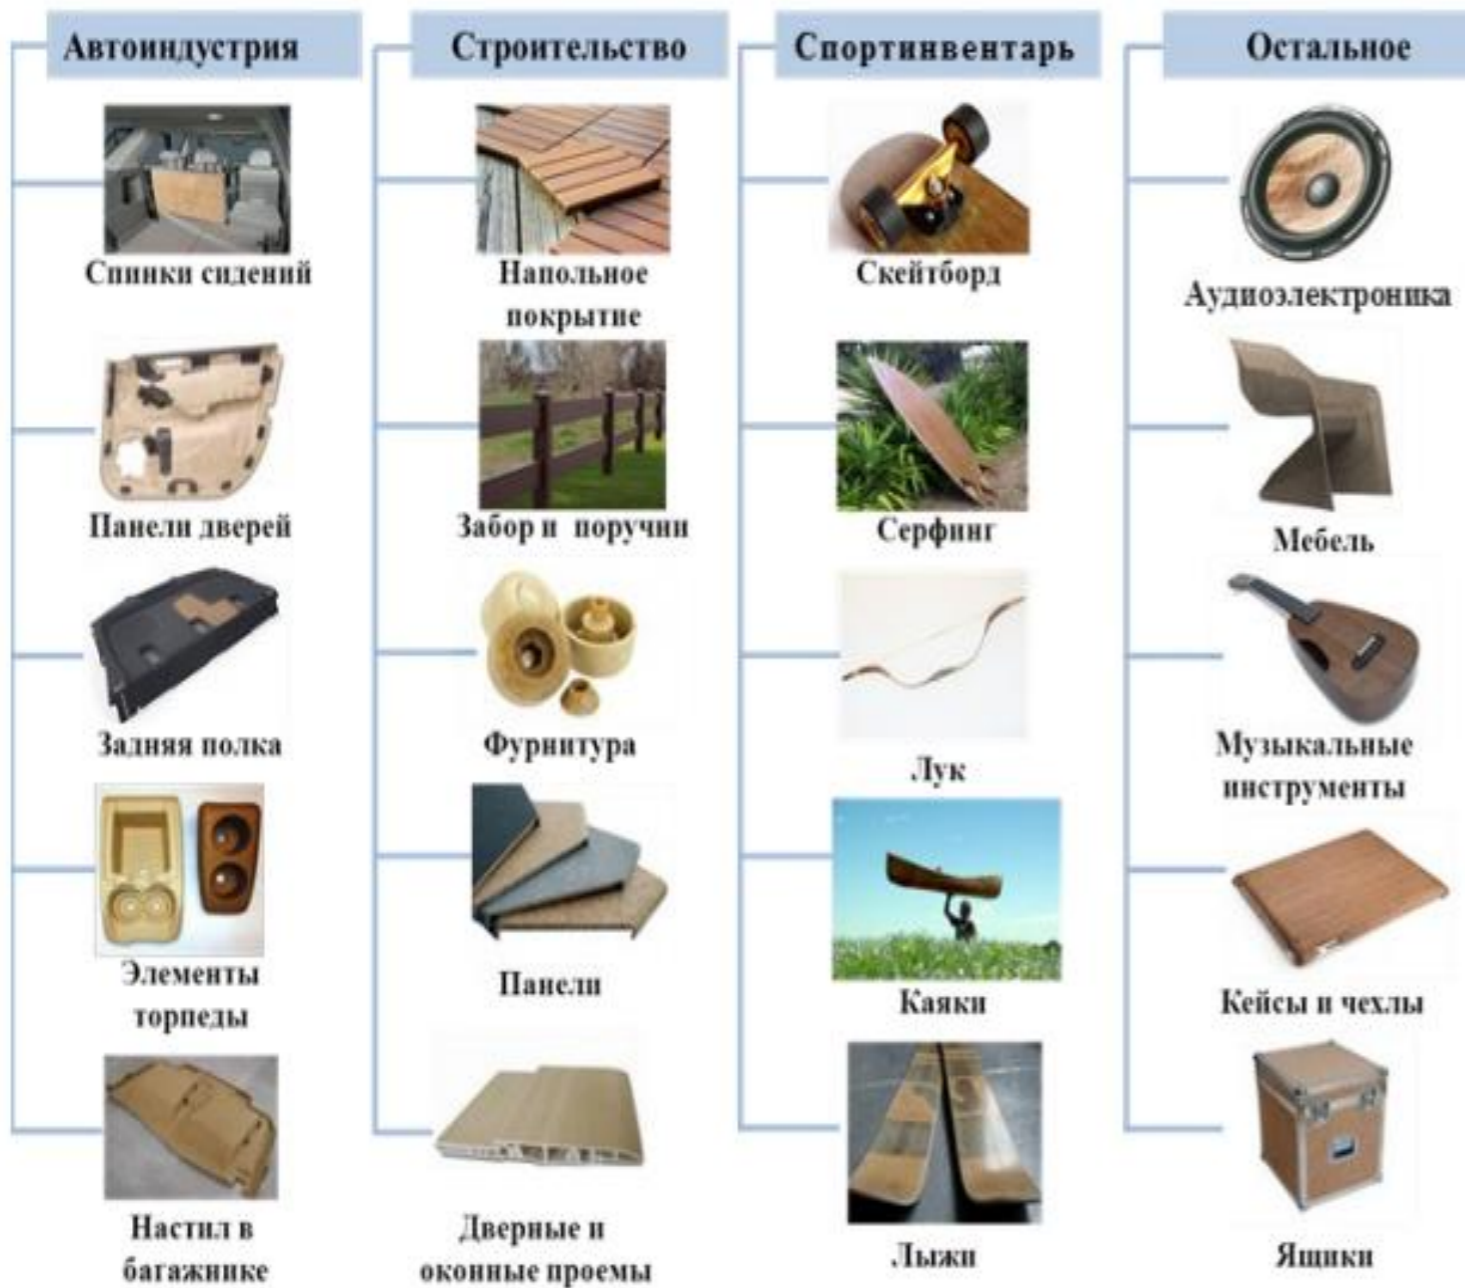 Автоиндустрия
Спинки сидений
Панели дверей
Задняя полка
Элементы
торпеды
Настил в
багажнике
Строительство
Напольное
покрытие
Забор и поручни
Фурнитура
Панели
Дверные и
оконные проемы
Спортинвентарь
Скейтборд
Серфинг
Лук
Каяки
Лыжи
Остальное
Аудиоэлектроника
Мебель
Музыкальные
инструменты
Кейсы и чехлы
Ящики